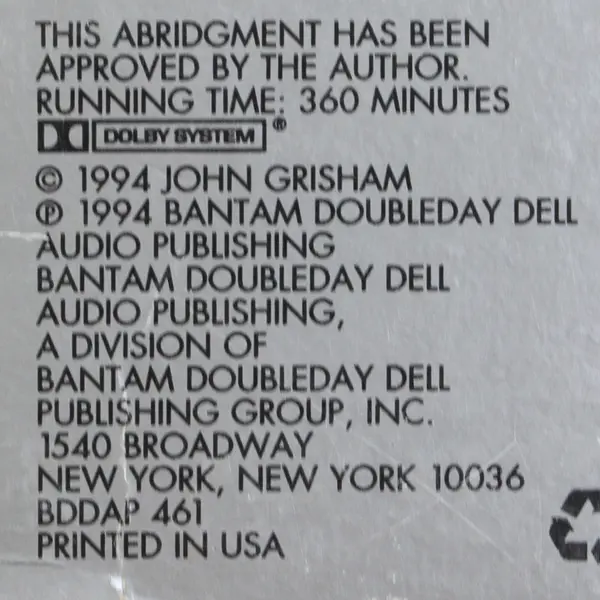 THIS ABRIDGMENT HAS BEEN
APPROVED BY THE AUTHOR.
RUNNING TIME: 360 MINUTES
DOLBY SYSTEM ®
© 1994 JOHN GRISHAM
℗ 1994 BANTAM DOUBLEDAY DELL
AUDIO PUBLISHING
BANTAM DOUBLEDAY DELL
AUDIO PUBLISHING,
A DIVISION OF
BANTAM DOUBLEDAY DELL
PUBLISHING GROUP, INC.
1540 BROADWAY
NEW YORK, NEW YORK 10036
BDDAP 461
PRINTED IN USA